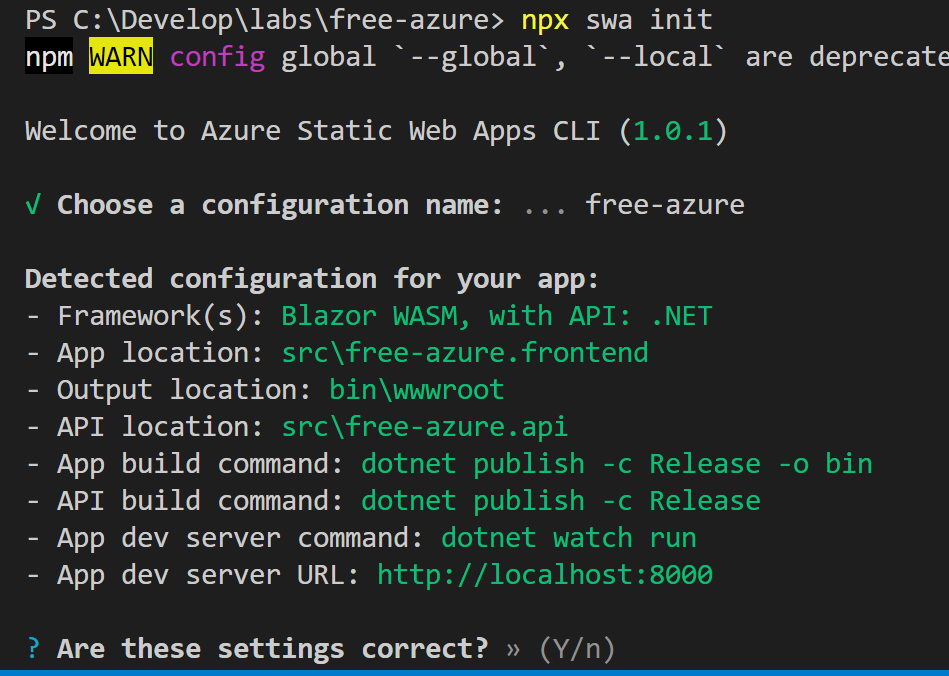 PS C:\Develop\labs\free-azure> npx swa init
npm WARN config global `--global`, `--local` are deprecate
Welcome to Azure Static Web Apps CLI (1.0.1)
√ Choose a configuration name: ... free-azure
Detected configuration for your app:
- Framework(s): Blazor WASM, with API: .NET
- App location: src\free-azure.frontend
- Output location: bin\wwwroot
- API location: src\free-azure.api
- App build command: dotnet publish -c Release -o bin
- API build command: dotnet publish -c Release
- App dev server command: dotnet watch run
- App dev server URL: http://localhost:8000
? Are these settings correct? » (Y/n)